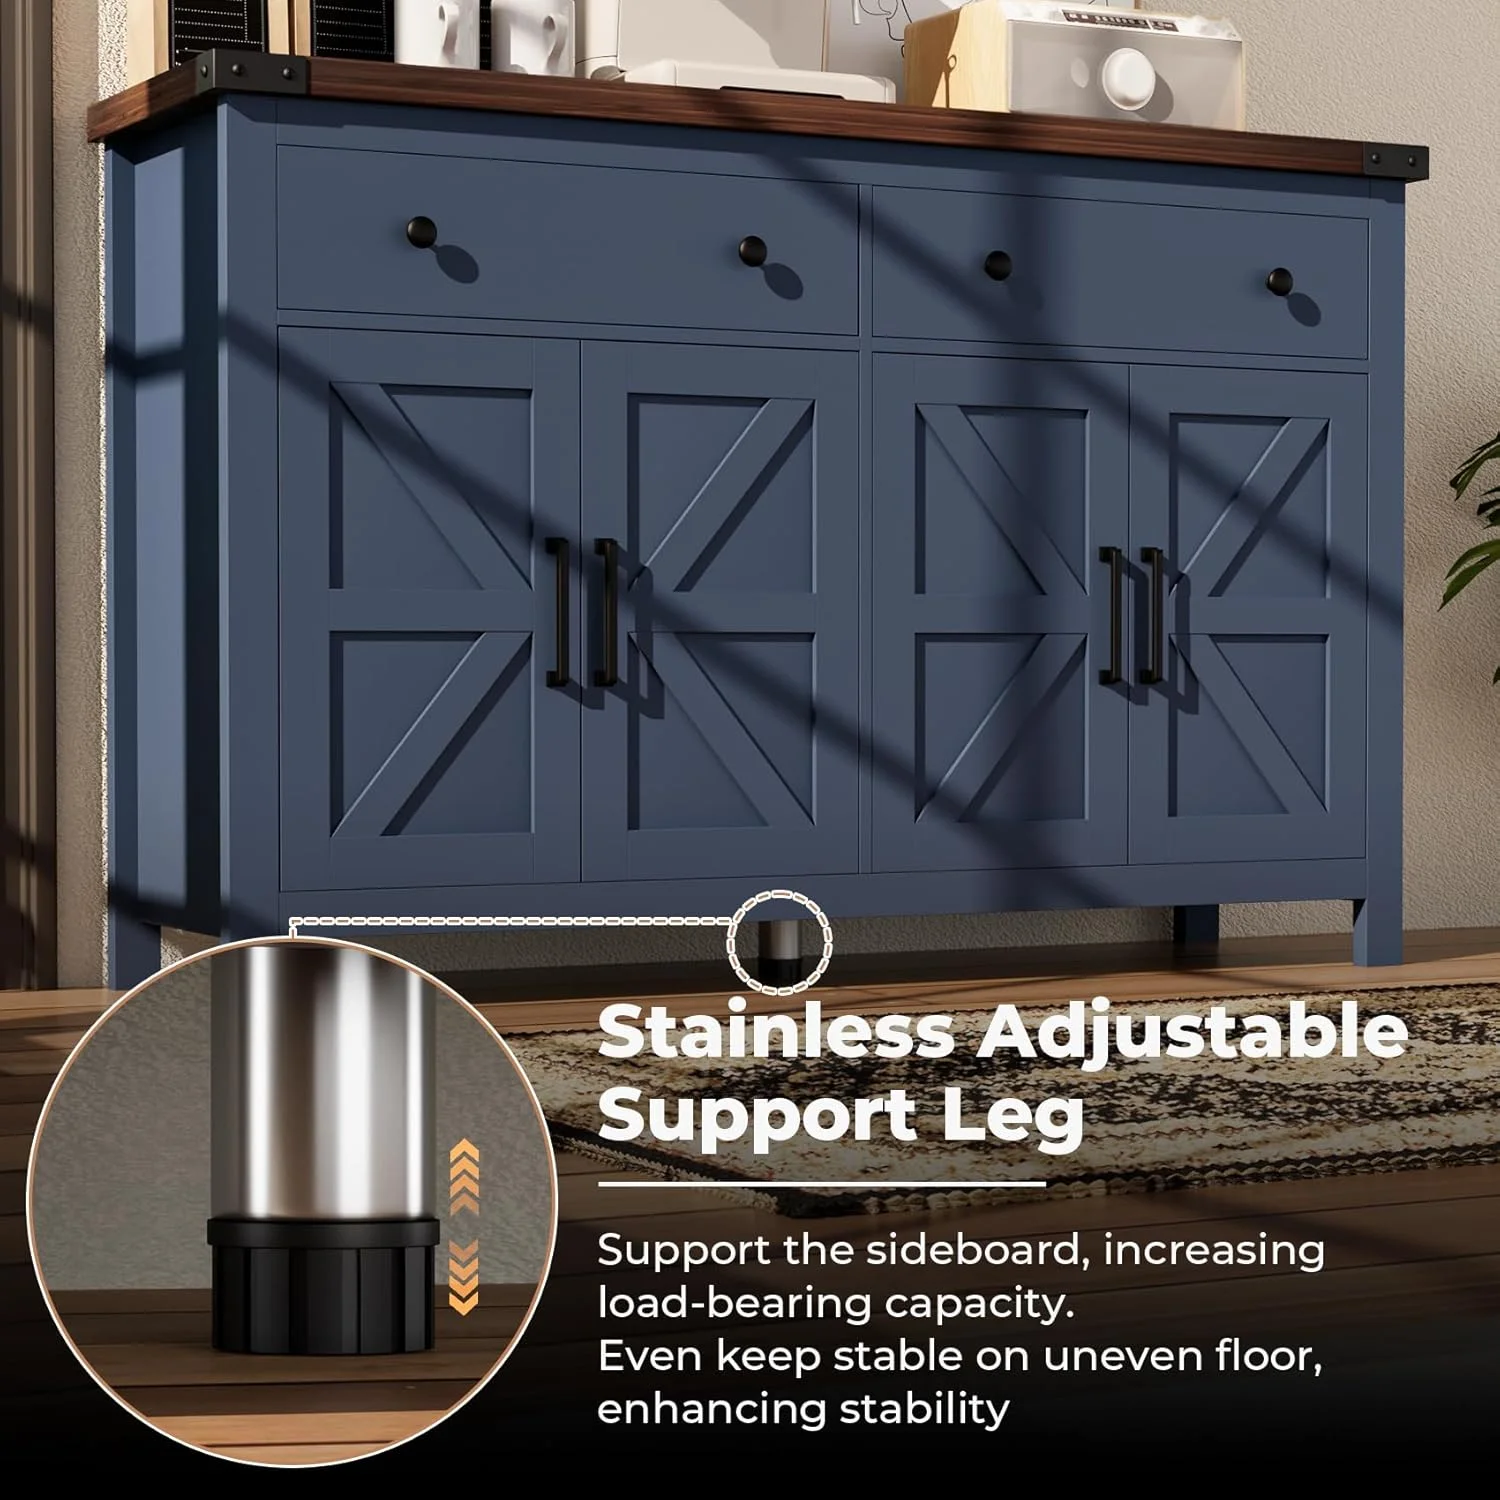 Stainless Adjustable
Support Leg
Support the sideboard, increasing
load-bearing capacity.
Even keep stable on uneven floor,
enhancing stability